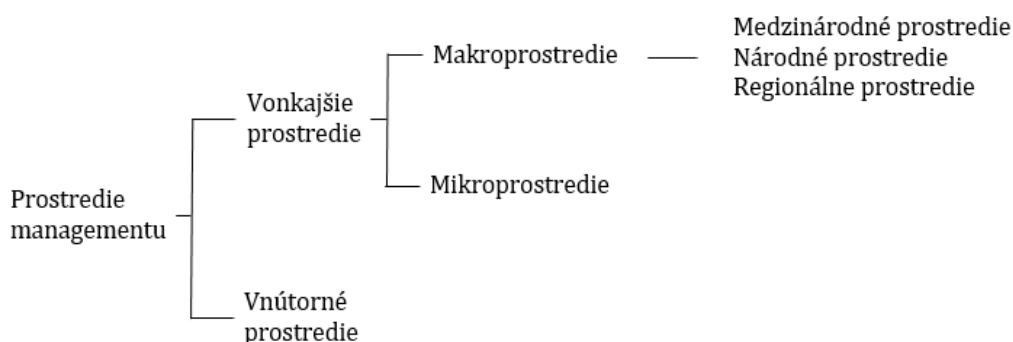 Medzinárodné prostredie
Makroprostredie
Národné prostredie
Regionálne prostredie
Vonkajšie
prostredie
Mikroprostredie
Prostredie
managementu
Vnútorné
prostredie